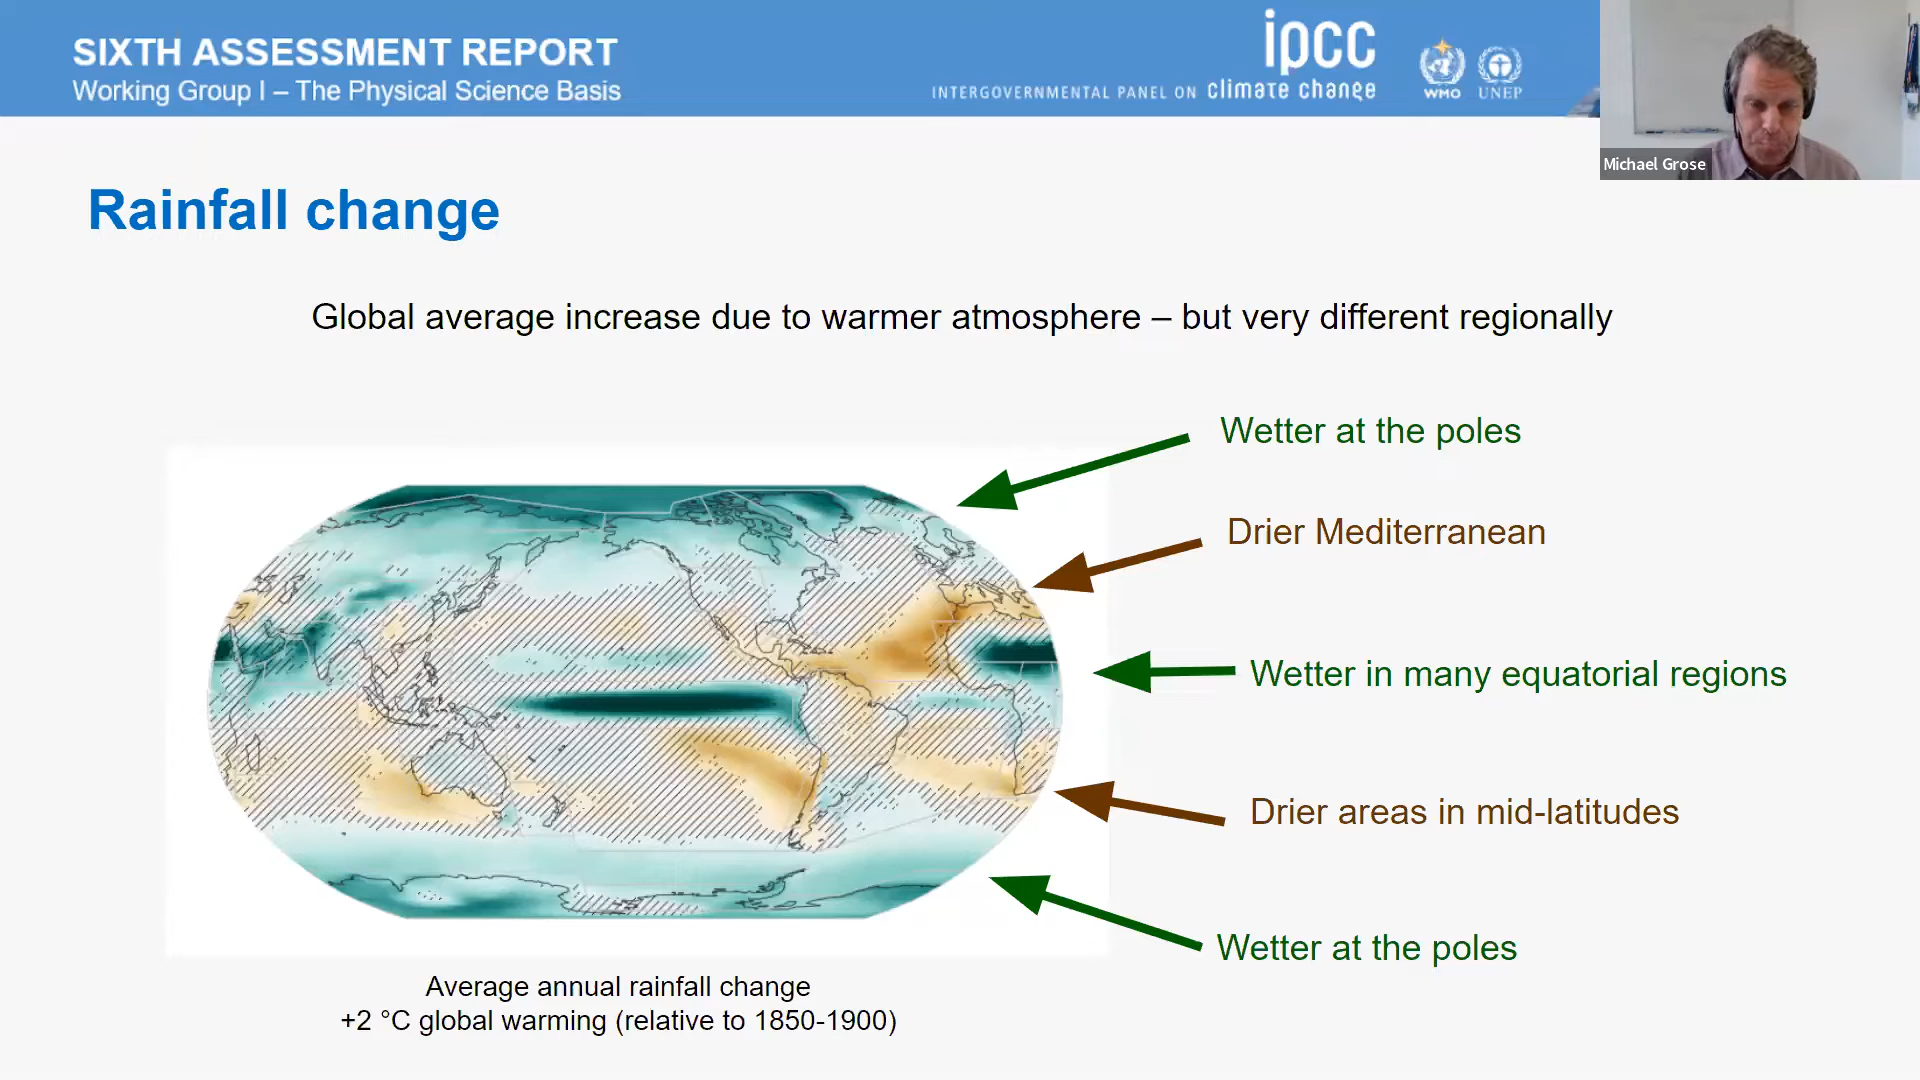 SIXTH ASSESSMENT REPORT
Working Group I – The Physical Science Basis
ipcc
INTERGOVERNMENTAL PANEL ON climate change
WMO
UNEP
Michael Grose
Rainfall change
Global average increase due to warmer atmosphere – but very different regionally
Wetter at the poles
Drier Mediterranean
Wetter in many equatorial regions
Drier areas in mid-latitudes
Wetter at the poles
Average annual rainfall change
+2 °C global warming (relative to 1850-1900)